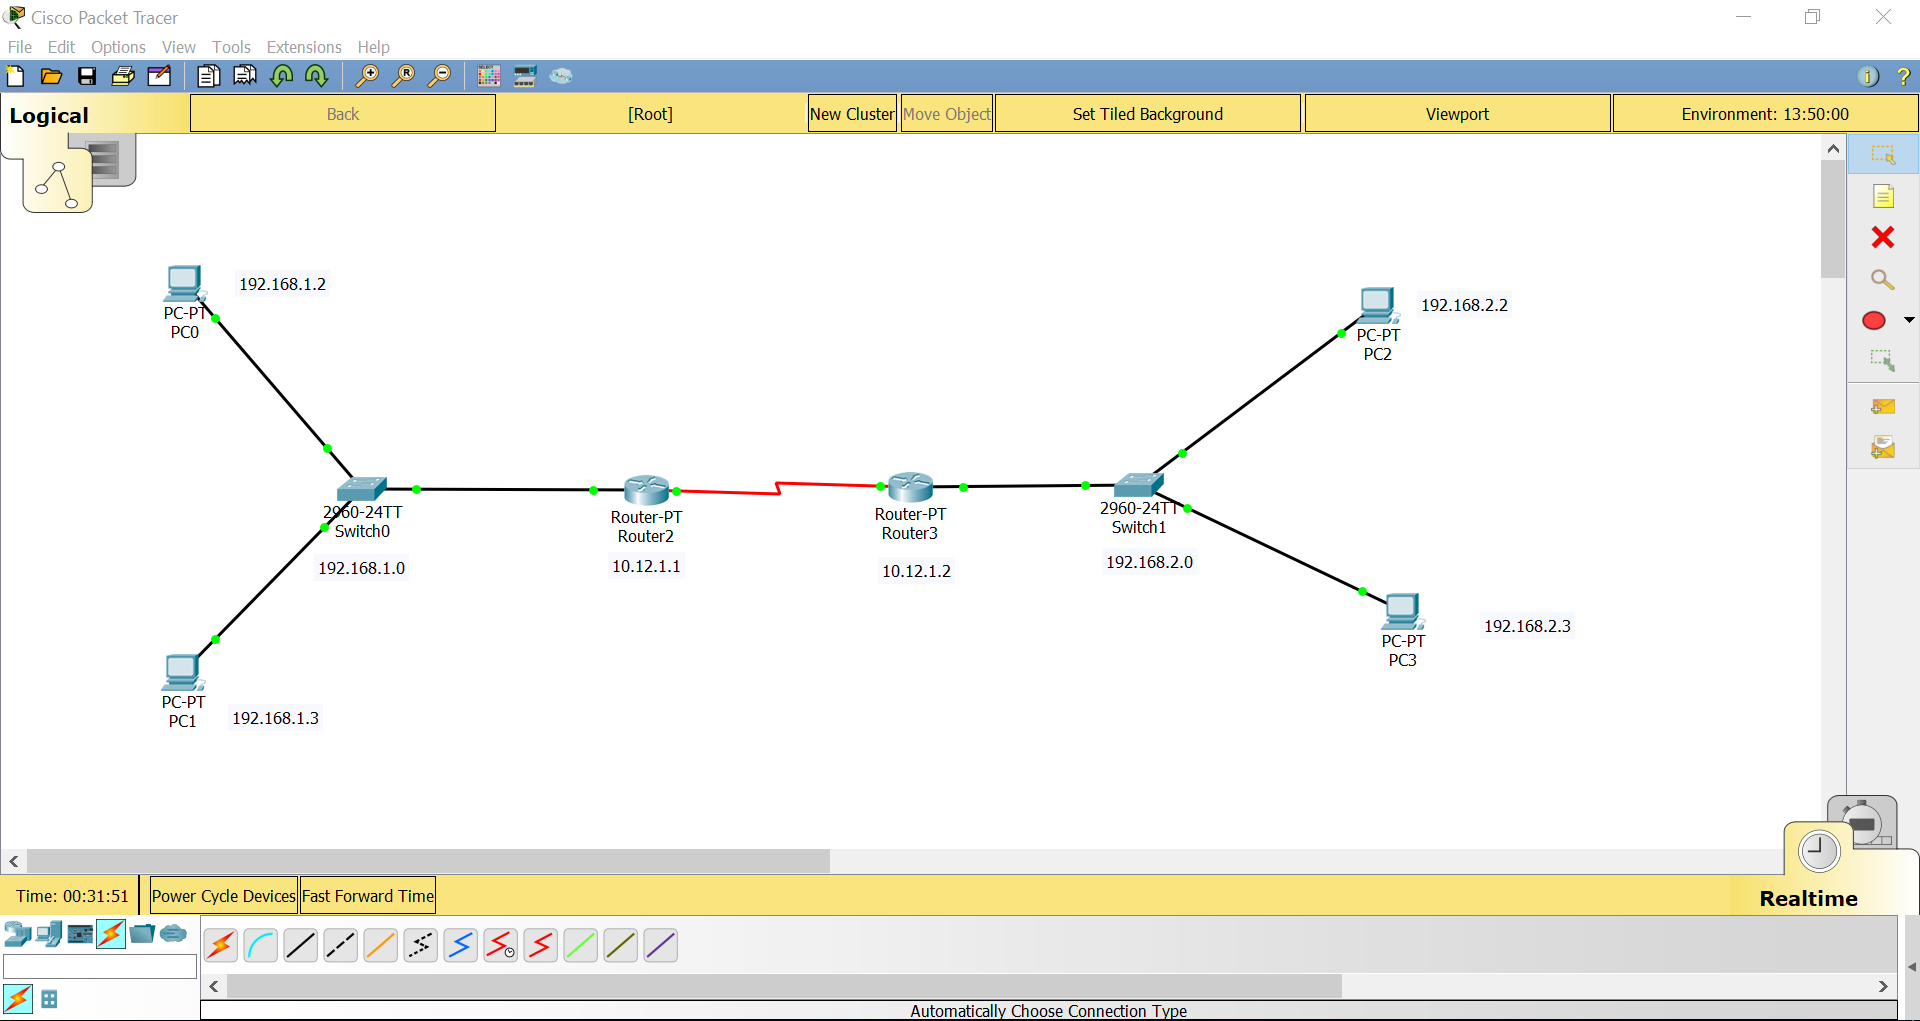 Cisco Packet Tracer
File Edit Options View Tools Extensions Help
Logical
Back
[Root]
New Cluster
Move Object
Set Tiled Background
Viewport
Environment: 13:50:00
192.168.1.2
PC-PT
PC0
192.168.2.2
PC-PT
PC2
2960-24TT
Switch0
192.168.1.0
Router-PT
Router2
10.12.1.1
Router-PT
Router3
10.12.1.2
2960-24TT
Switch1
192.168.2.0
PC-PT
PC3
192.168.2.3
PC-PT
PC1
192.168.1.3
Time: 00:31:51
Power Cycle Devices
Fast Forward Time
Realtime
Automatically Choose Connection Type